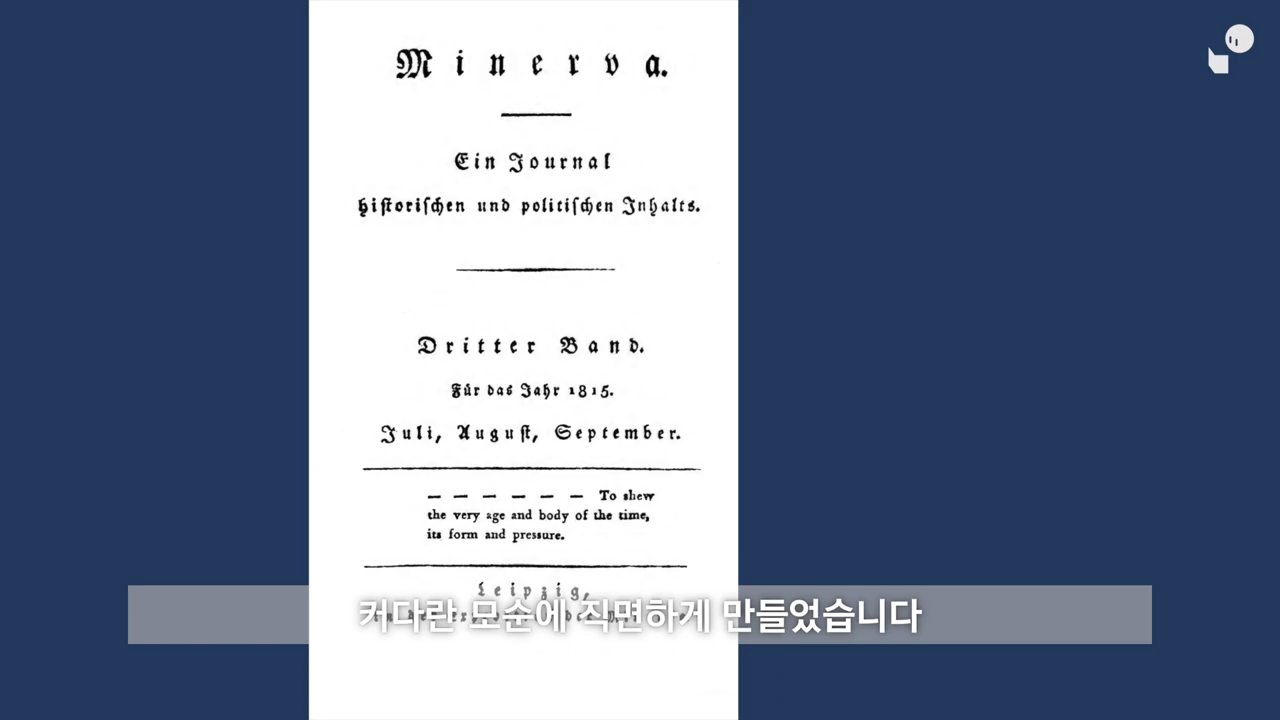 Minerva.
Ein Journal
hiſtoriſchen und politiſchen Inhalts.
Dritter Band.
Für das Jahr 1815.
Juli, Auguſt, September.
— — — — — — To shew
the very age and body of the time,
its form and pressure.
Leipzig,
커다란 모순에 직면하게 만들었습니다